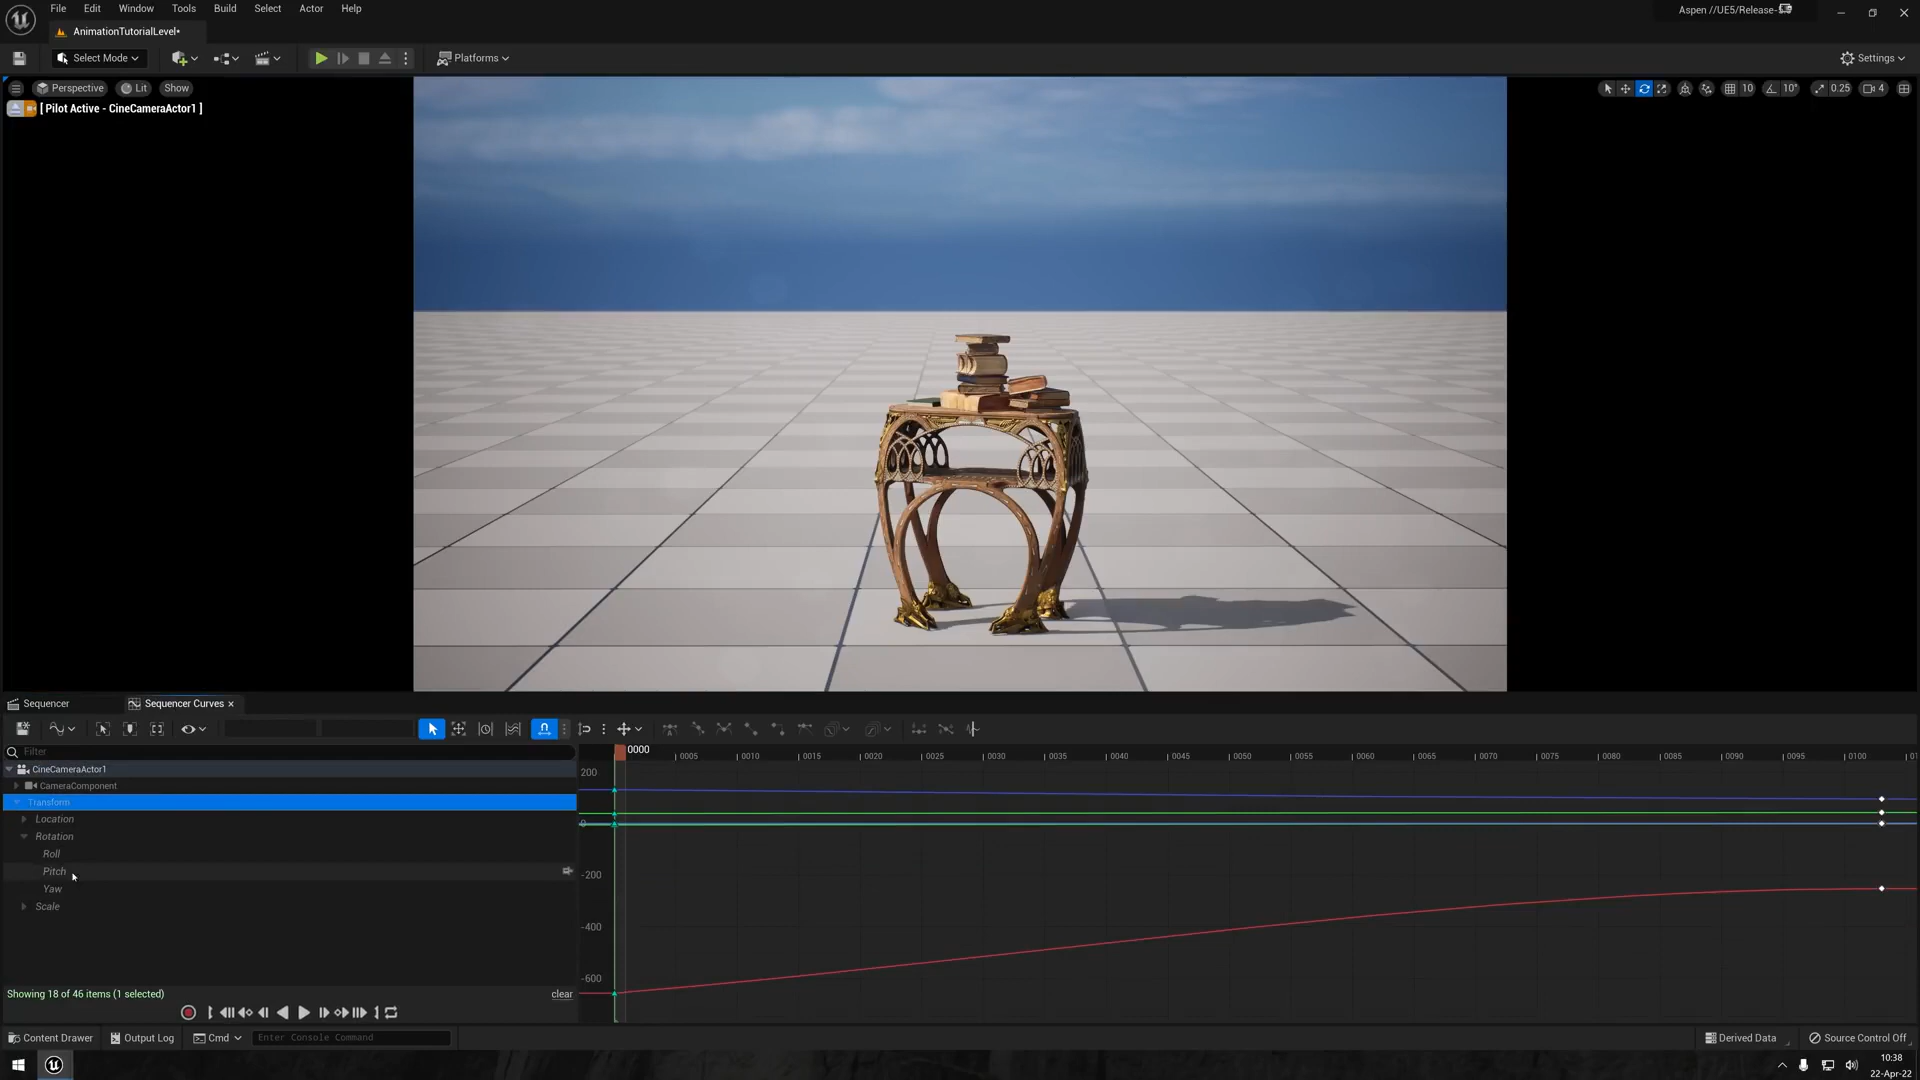 File Edit Window Tools Build Select Actor Help
Aspen //UE5/Release-
AnimationTutorialLevel*
Select Mode
Platforms
Settings
Perspective Lit Show
10 10° 0.25 4
[ Pilot Active - CineCameraActor1 ]
Sequencer Sequencer Curves
Filter
0000
0005 0010 0015 0020 0025 0030 0035 0040 0045 0050 0055 0060 0065 0070 0075 0080 0085 0090 0095 0100
CineCameraActor1
CameraComponent
Transform
Location
Rotation
Roll
Pitch
Yaw
Scale
200
0
-200
-400
-600
Showing 18 of 46 items (1 selected) clear
Content Drawer Output Log Cmd Enter Console Command
Derived Data Source Control Off
10:38
22-Apr-22